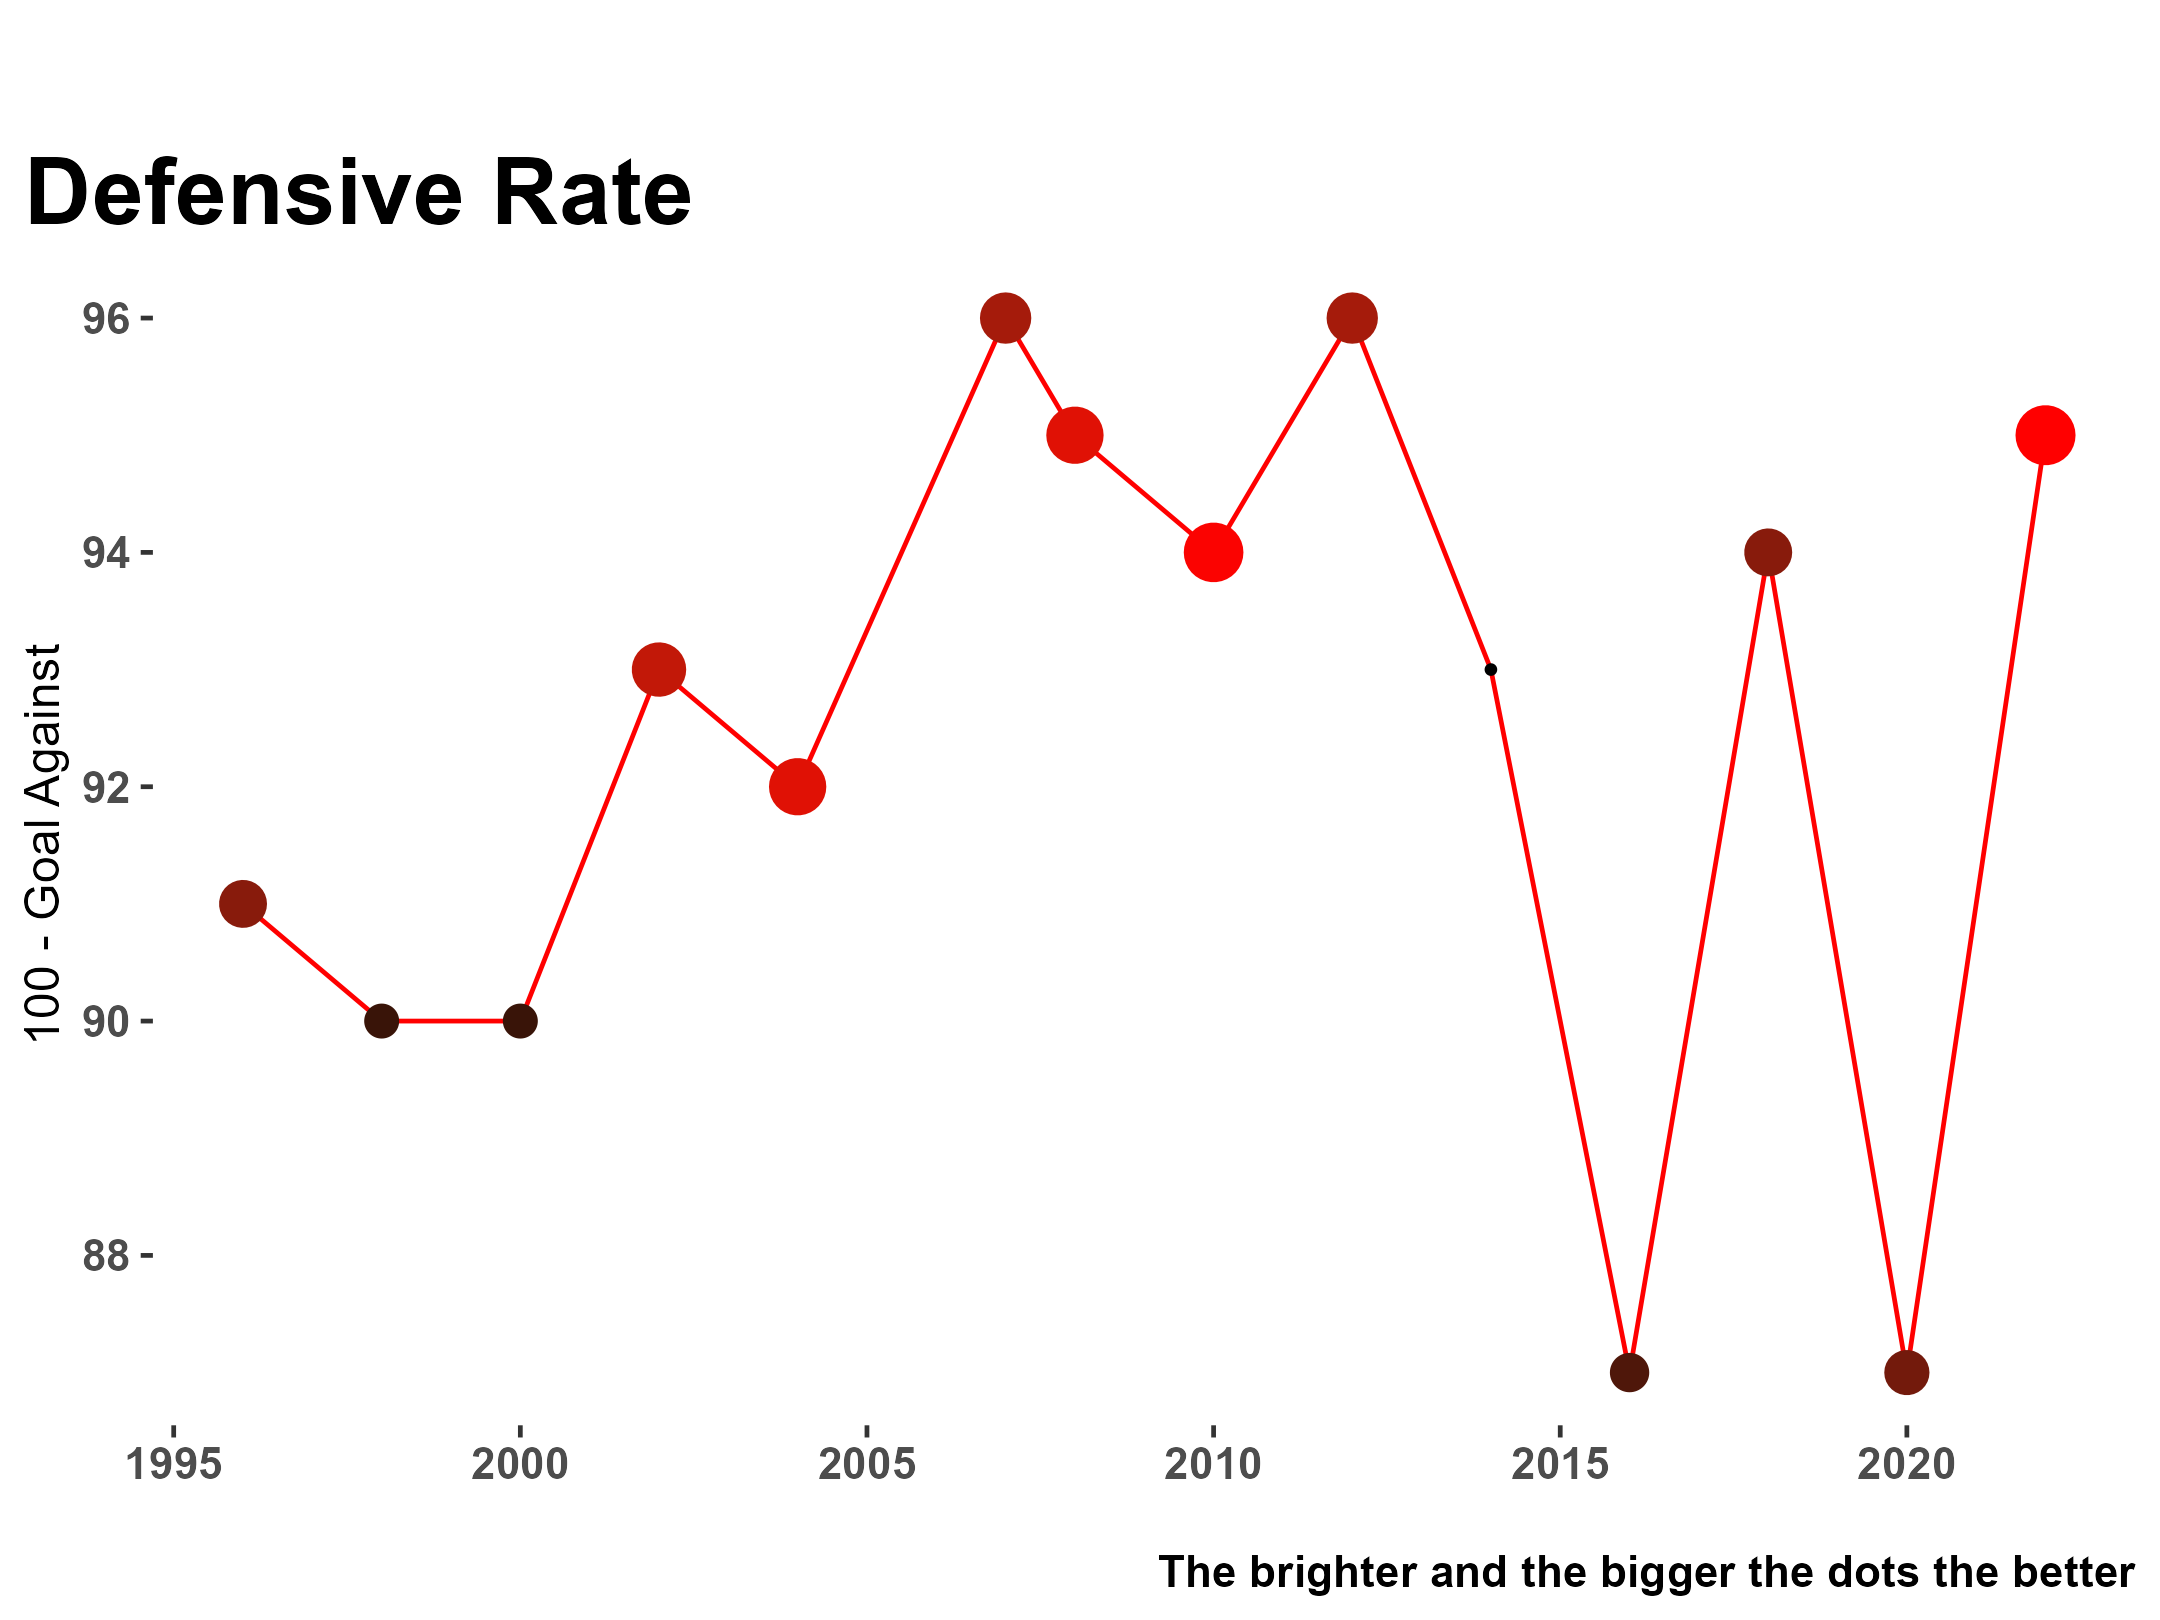 Defensive Rate
100 - Goal Against
96
94
92
90
88
1995 2000 2005 2010 2015 2020
The brighter and the bigger the dots the better